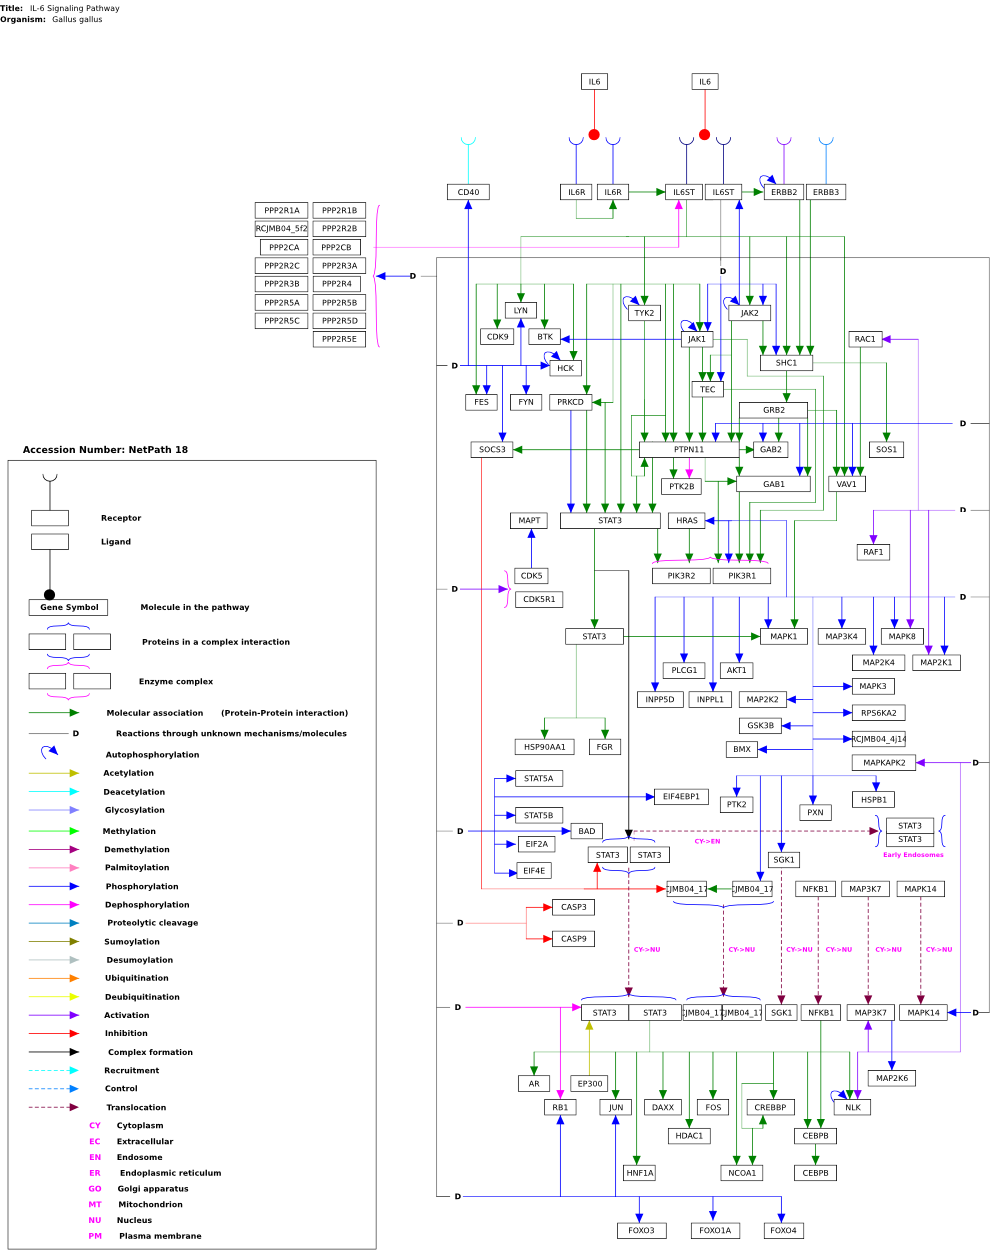 Title: IL-6 Signaling Pathway
Organism: Gallus gallus
IL6 IL6
CD40 IL6R IL6R IL6ST IL6ST ERBB2 ERBB3
PPP2R1A PPP2R1B
RCJMB04_5f2 PPP2R2B
PPP2CA PPP2CB
PPP2R2C PPP2R3A
D D
PPP2R3B PPP2R4
PPP2R5A PPP2R5B
LYN TYK2 JAK2
PPP2R5C PPP2R5D
CDK9 BTK JAK1 RAC1
PPP2R5E
D HCK SHC1
TEC
FES FYN PRKCD
GRB2
D
SOCS3 PTPN11 GAB2 SOS1
Accession Number: NetPath 18
PTK2B GAB1 VAV1
D
Receptor
MAPT STAT3 HRAS
Ligand
RAF1
CDK5 PIK3R2 PIK3R1
D
CDK5R1 D
Gene Symbol Molecule in the pathway
STAT3 MAPK1 MAP3K4 MAPK8
Proteins in a complex interaction
MAP2K4 MAP2K1
PLCG1 AKT1
Enzyme complex
MAPK3
INPP5D INPPL1 MAP2K2
Molecular association (Protein-Protein interaction)
RPS6KA2
GSK3B
D Reactions through unknown mechanisms/molecules
RCJMB04_4j14
HSP90AA1 FGR BMX
Autophosphorylation
MAPKAPK2 D
Acetylation
STAT5A
Deacetylation
EIF4EBP1 PTK2 HSPB1
Glycosylation
PXN
STAT5B
STAT3
Methylation
D BAD
STAT3
CY->EN
Demethylation
EIF2A
STAT3 STAT3 SGK1 Early Endosomes
Palmitoylation
EIF4E
Phosphorylation
CJMB04_17 CJMB04_17 NFKB1 MAP3K7 MAPK14
Dephosphorylation
CASP3
Proteolytic cleavage
D
Sumoylation
CASP9
CY->NU CY->NU CY->NU CY->NU CY->NU CY->NU
Desumoylation
Ubiquitination
Deubiquitination
D STAT3 STAT3 CJMB04_17 CJMB04_17 SGK1 NFKB1 MAP3K7 MAPK14 D
Activation
Inhibition
Complex formation
Recruitment
AR EP300 MAP2K6
Control
Translocation
RB1 JUN DAXX FOS CREBBP NLK
CY Cytoplasm
HDAC1 CEBPB
EC Extracellular
EN Endosome
HNF1A NCOA1 CEBPB
ER Endoplasmic reticulum
GO Golgi apparatus
D
MT Mitochondrion
NU Nucleus
FOXO3 FOXO1A FOXO4
PM Plasma membrane